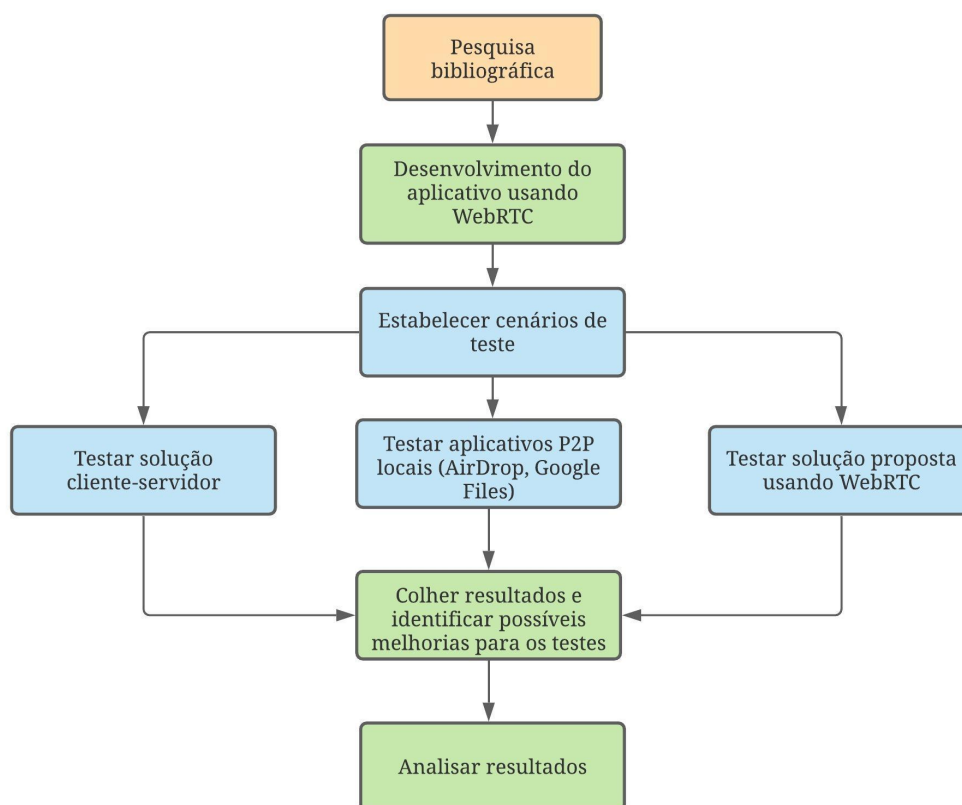 Pesquisa
bibliográfica
Desenvolvimento do
aplicativo usando
WebRTC
Estabelecer cenários de
teste
Testar solução
cliente-servidor
Testar aplicativos P2P
locais (AirDrop, Google
Files)
Testar solução proposta
usando WebRTC
Colher resultados e
identificar possíveis
melhorias para os testes
Analisar resultados